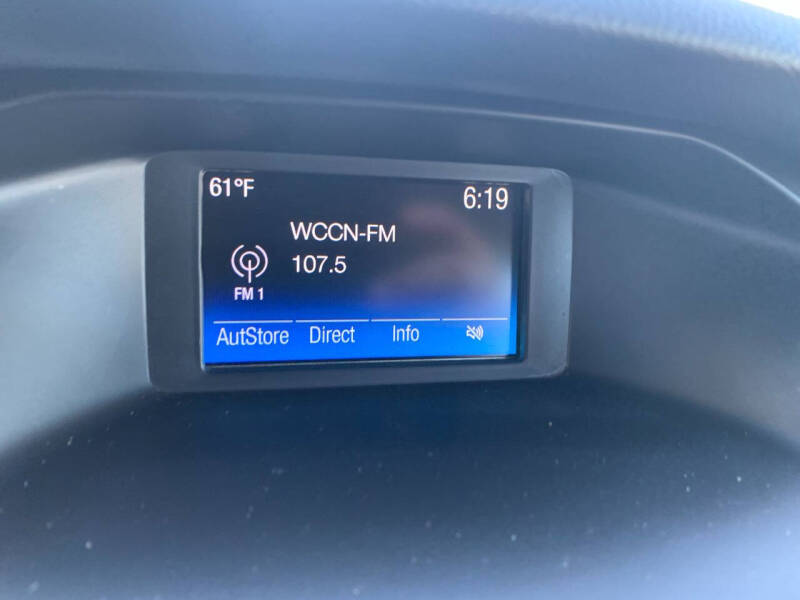 61°F 6:19
WCCN-FM
107.5
FM 1
AutStore Direct Info